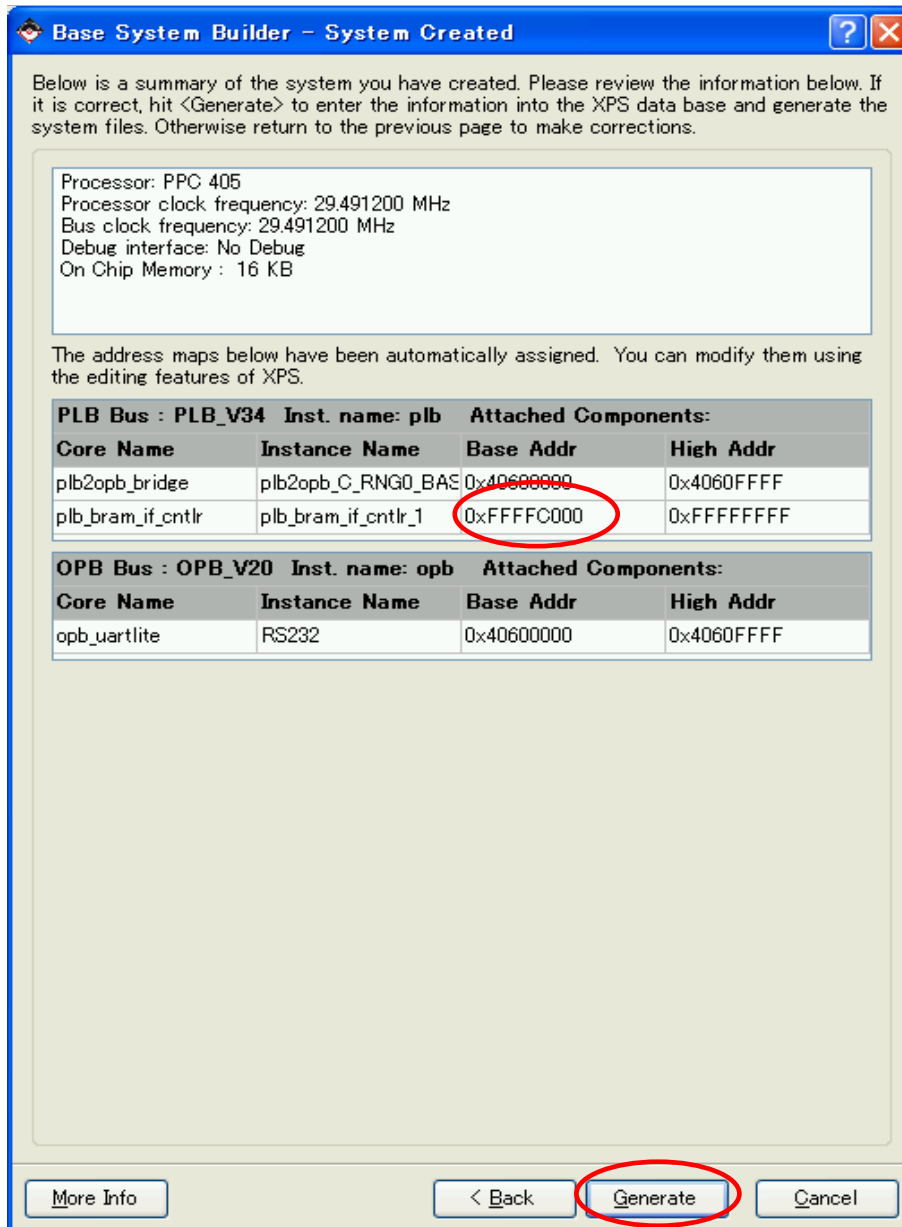 Base System Builder - System Created
Below is a summary of the system you have created. Please review the information below. If
it is correct, hit <Generate> to enter the information into the XPS data base and generate the
system files. Otherwise return to the previous page to make corrections.
Processor: PPC 405
Processor clock frequency: 29.491200 MHz
Bus clock frequency: 29.491200 MHz
Debug interface: No Debug
On Chip Memory : 16 KB
The address maps below have been automatically assigned. You can modify them using
the editing features of XPS.
PLB Bus : PLB_V34 Inst. name: plb Attached Components:
Core Name Instance Name Base Addr High Addr
plb2opb_bridge plb2opb_C_RNG0_BAS 0x40600000 0x4060FFFF
plb_bram_if_cntlr plb_bram_if_cntlr_1 0xFFFFC000 0xFFFFFFFF
OPB Bus : OPB_V20 Inst. name: opb Attached Components:
Core Name Instance Name Base Addr High Addr
opb_uartlite RS232 0x40600000 0x4060FFFF
More Info < Back Generate Cancel